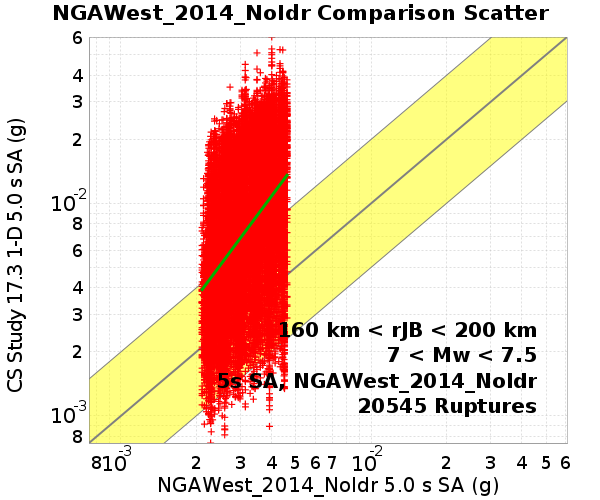 NGAWest_2014_NoIdr Comparison Scatter
CS Study 17.3 1-D 5.0 s SA (g)
6
4
3
2
10-2
8
6
4
3
2
10-3
8
160 km < rJB < 200 km
7 < Mw < 7.5
5s SA, NGAWest_2014_NoIdr
20545 Ruptures
8 10-3 2 3 4 5 6 7 10-2 2 3 4 5 6
NGAWest_2014_NoIdr 5.0 s SA (g)